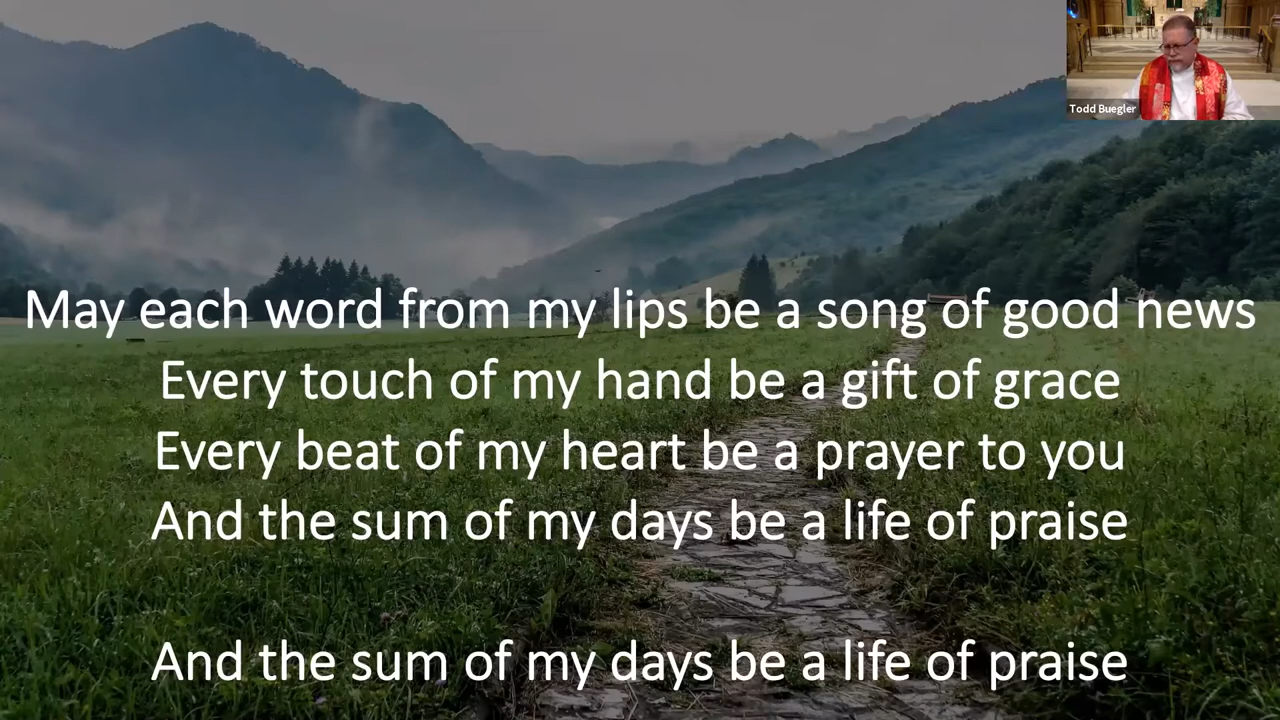 Todd Buegler
May each word from my lips be a song of good news
Every touch of my hand be a gift of grace
Every beat of my heart be a prayer to you
And the sum of my days be a life of praise
And the sum of my days be a life of praise